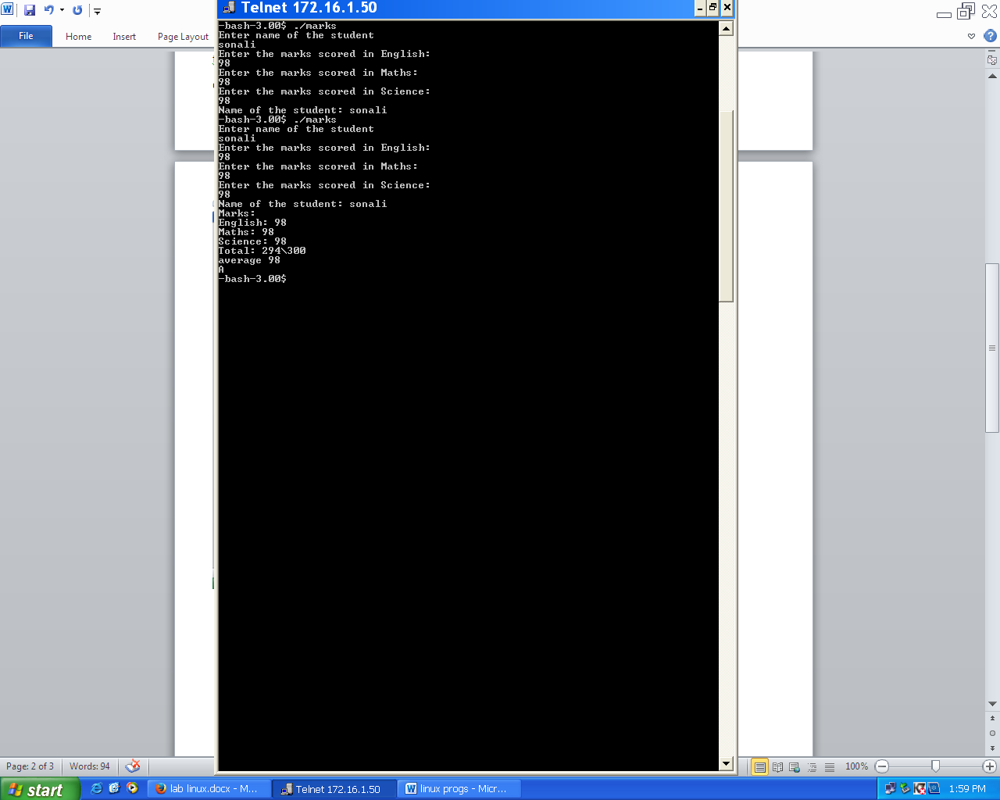 Telnet 172.16.1.50
File Home Insert Page Layout
-bash-3.00$ ./marks
Enter name of the student
sonali
Enter the marks scored in English:
98
Enter the marks scored in Maths:
98
Enter the marks scored in Science:
98
Name of the student: sonali
-bash-3.00$ ./marks
Enter name of the student
sonali
Enter the marks scored in English:
98
Enter the marks scored in Maths:
98
Enter the marks scored in Science:
98
Name of the student: sonali
Marks:
English: 98
Maths: 98
Science: 98
Total: 294\300
average 98
A
-bash-3.00$
Page: 2 of 3 Words: 94 100%
start lab linux.docx - M... Telnet 172.16.1.50 linux progs - Micr... 1:59 PM